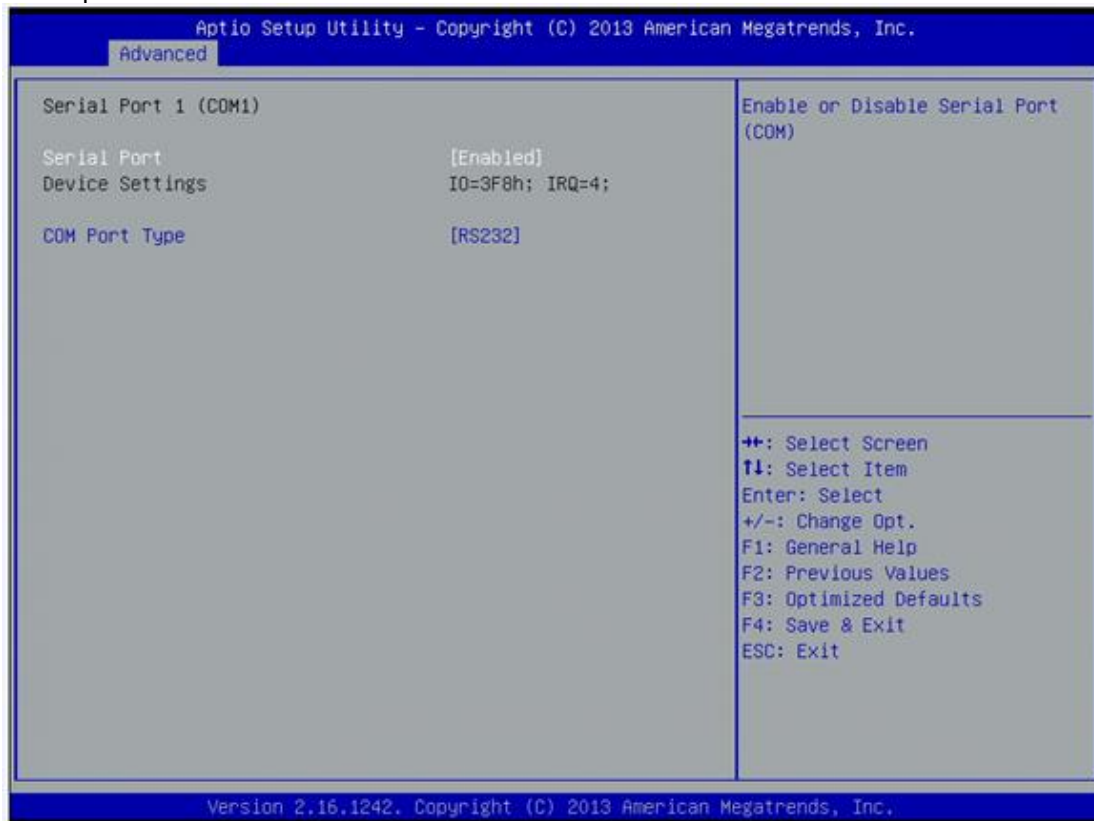 Aptio Setup Utility – Copyright (C) 2013 American Megatrends, Inc.
Advanced
Serial Port 1 (COM1)
Serial Port [Enabled]
Device Settings IO=3F8h; IRQ=4;
COM Port Type [RS232]
Enable or Disable Serial Port
(COM)
→←: Select Screen
↑↓: Select Item
Enter: Select
+/-: Change Opt.
F1: General Help
F2: Previous Values
F3: Optimized Defaults
F4: Save & Exit
ESC: Exit
Version 2.16.1242. Copyright (C) 2013 American Megatrends, Inc.